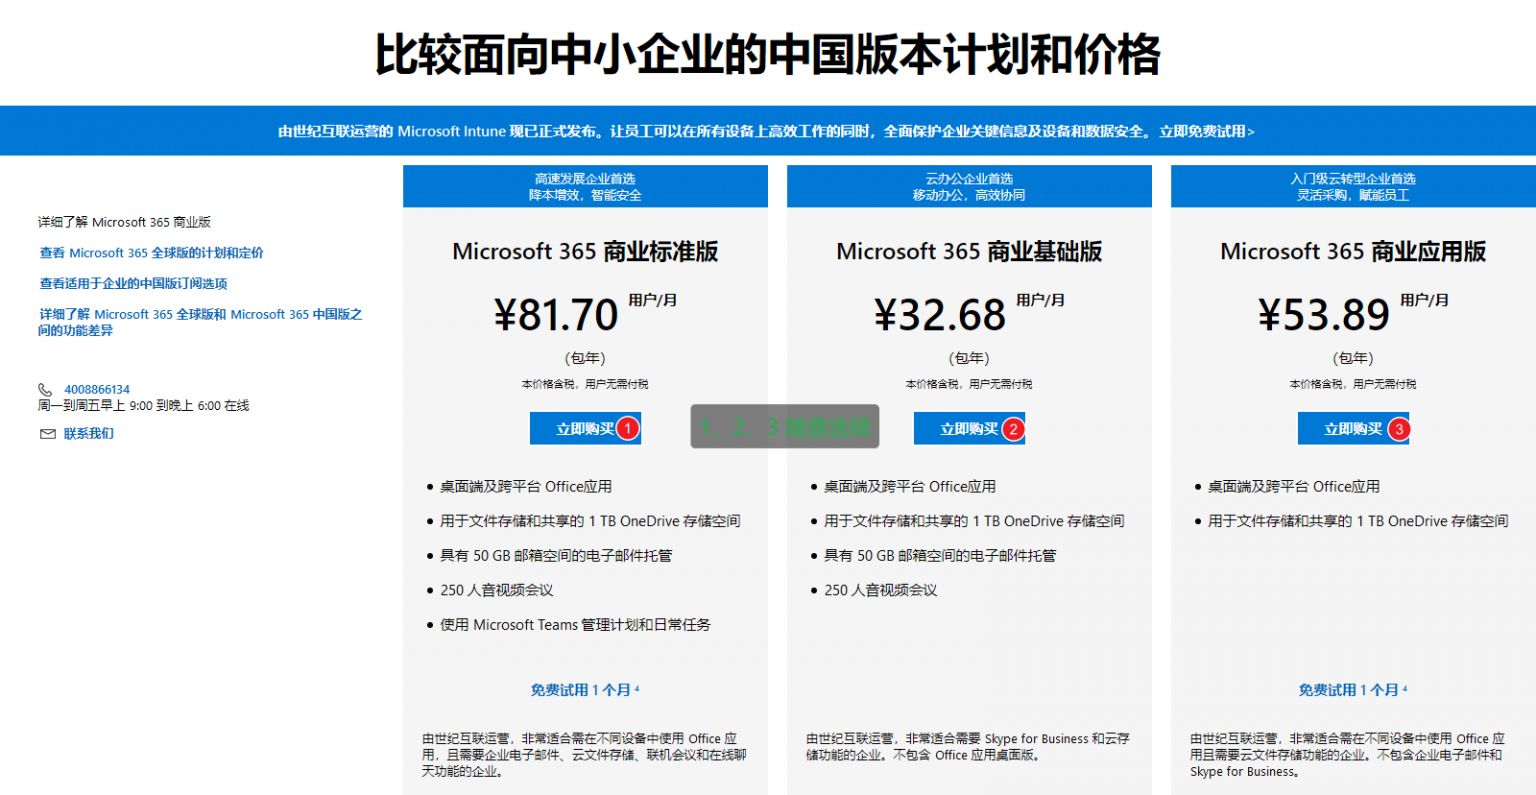 比较面向中小企业的中国版本计划和价格
由世纪互联运营的 Microsoft Intune 现已正式发布。让员工可以在所有设备上高效工作的同时，全面保护企业关键信息及设备和数据安全。 立即免费试用>
详细了解 Microsoft 365 商业版
查看 Microsoft 365 全球版的计划和定价
查看适用于企业的中国版订阅选项
详细了解 Microsoft 365 全球版和 Microsoft 365 中国版之
间的功能差异
4008866134
周一到周五早上 9:00 到晚上 6:00 在线
联系我们
高速发展企业首选
降本增效，智能安全
Microsoft 365 商业标准版
¥81.70 用户/月
（包年）
本价格含税，用户无需付税
立即购买 1
桌面端及跨平台 Office应用
用于文件存储和共享的 1 TB OneDrive 存储空间
具有 50 GB 邮箱空间的电子邮件托管
250 人音视频会议
使用 Microsoft Teams 管理计划和日常任务
免费试用 1 个月 4
由世纪互联运营，非常适合需在不同设备中使用 Office 应
用，且需要企业电子邮件、云文件存储、联机会议和在线聊
天功能的企业。
1、2、3 随意选择
云办公企业首选
移动办公，高效协同
Microsoft 365 商业基础版
¥32.68 用户/月
（包年）
本价格含税，用户无需付税
立即购买 2
桌面端及跨平台 Office应用
用于文件存储和共享的 1 TB OneDrive 存储空间
具有 50 GB 邮箱空间的电子邮件托管
250 人音视频会议
由世纪互联运营，非常适合需要 Skype for Business 和云存
储功能的企业。不包含 Office 应用桌面版。
入门级云转型企业首选
灵活采购，赋能员工
Microsoft 365 商业应用版
¥53.89 用户/月
（包年）
本价格含税，用户无需付税
立即购买 3
桌面端及跨平台 Office应用
用于文件存储和共享的 1 TB OneDrive 存储空间
免费试用 1 个月 4
由世纪互联运营，非常适合需在不同设备中使用 Office 应
用且需要云文件存储功能的企业。不包含企业电子邮件和
Skype for Business。